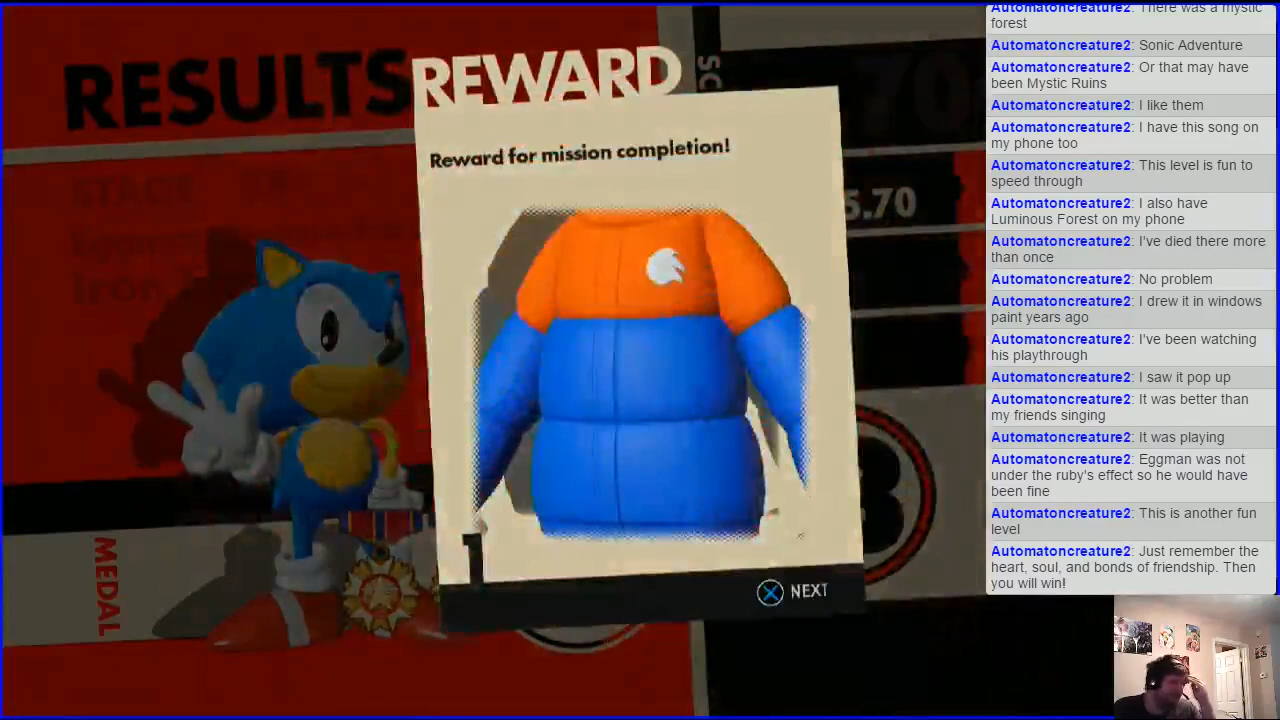 RESULTS
REWARD
SC
70
Reward for mission completion!
STAGE
5.70
Iron
1
MEDAL
NEXT
Automatoncreature2: There was a mystic
forest
Automatoncreature2: Sonic Adventure
Automatoncreature2: Or that may have
been Mystic Ruins
Automatoncreature2: I like them
Automatoncreature2: I have this song on
my phone too
Automatoncreature2: This level is fun to
speed through
Automatoncreature2: I also have
Luminous Forest on my phone
Automatoncreature2: I've died there more
than once
Automatoncreature2: No problem
Automatoncreature2: I drew it in windows
paint years ago
Automatoncreature2: I've been watching
his playthrough
Automatoncreature2: I saw it pop up
Automatoncreature2: It was better than
my friends singing
Automatoncreature2: It was playing
Automatoncreature2: Eggman was not
under the ruby's effect so he would have
been fine
Automatoncreature2: This is another fun
level
Automatoncreature2: Just remember the
heart, soul, and bonds of friendship. Then
you will win!